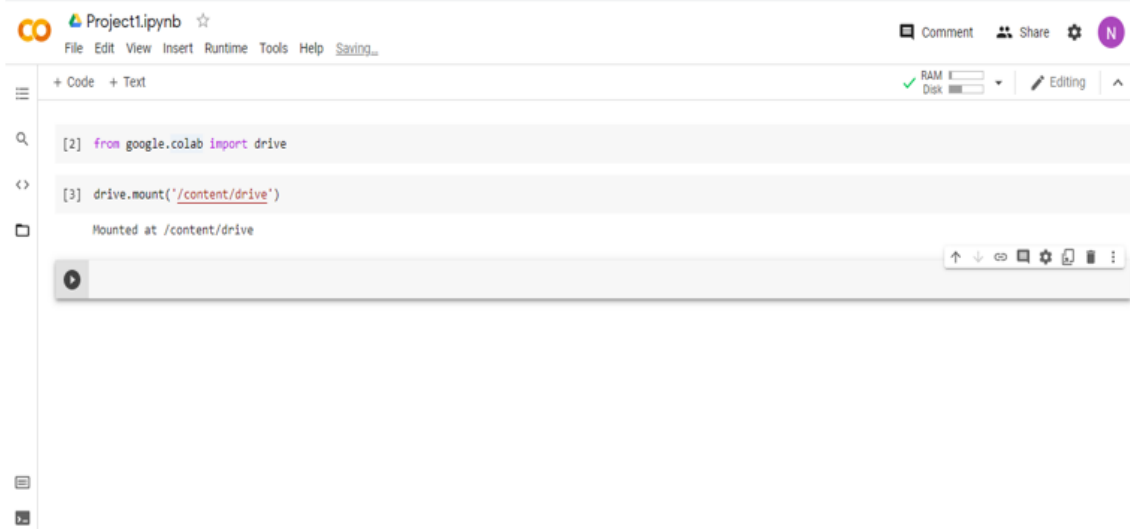 CO Project1.ipynb
File Edit View Insert Runtime Tools Help Saving...
Comment Share N
+ Code + Text
RAM
Disk
Editing
[2] from google.colab import drive
[3] drive.mount('/content/drive')
Mounted at /content/drive